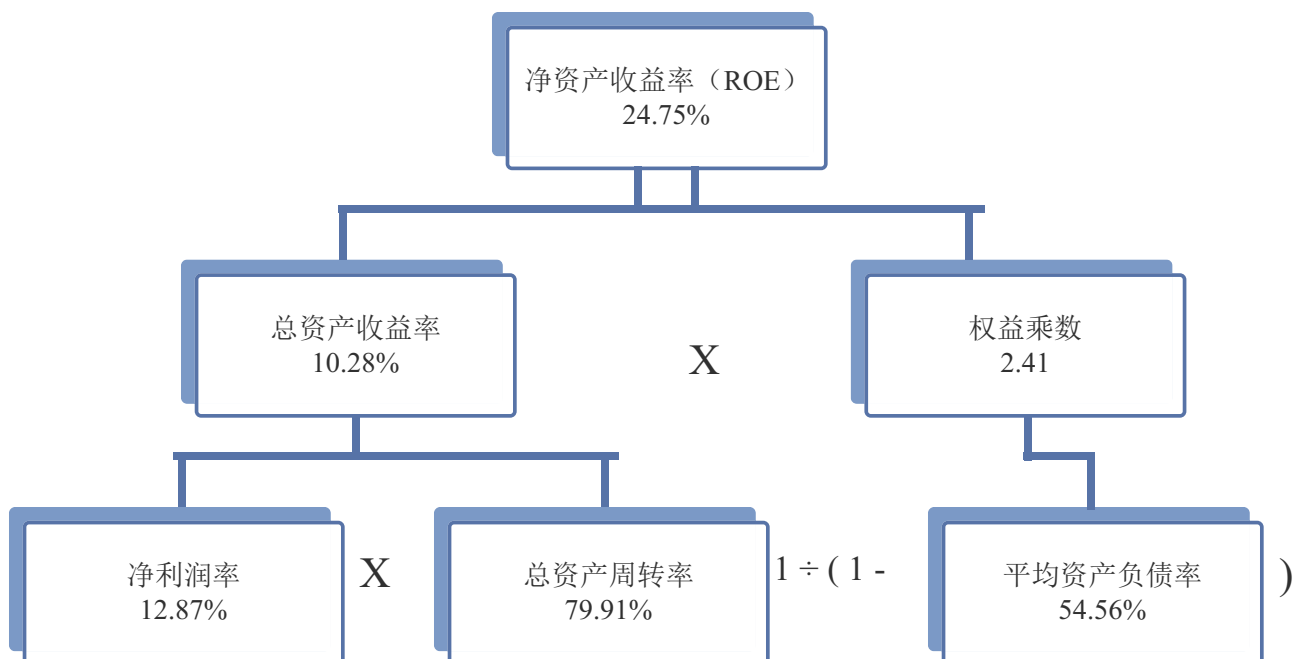 净资产收益率（ROE）
24.75%
总资产收益率
10.28%
X
权益乘数
2.41
净利润率
12.87%
X
总资产周转率
79.91%
1 ÷ ( 1 -
平均资产负债率
54.56%
)